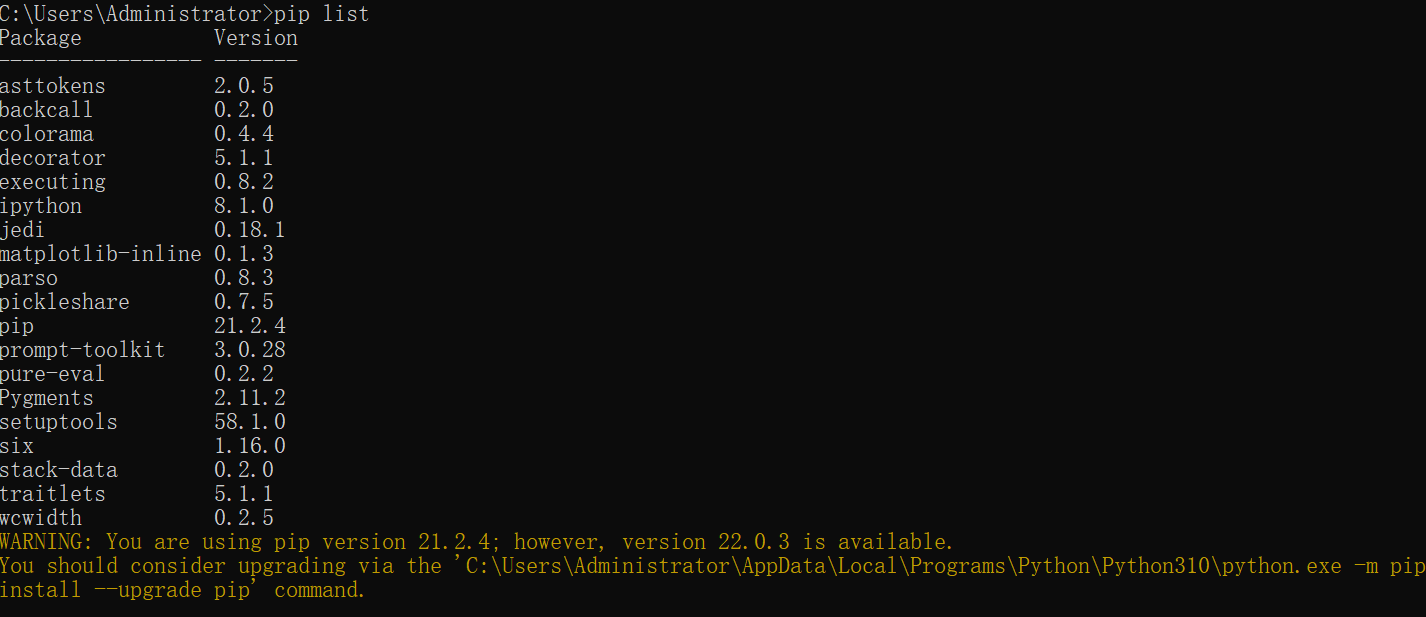 C:\Users\Administrator>pip list
Package           Version
----------------- -------
asttokens         2.0.5
backcall          0.2.0
colorama          0.4.4
decorator         5.1.1
executing         0.8.2
ipython           8.1.0
jedi              0.18.1
matplotlib-inline 0.1.3
parso             0.8.3
pickleshare       0.7.5
pip               21.2.4
prompt-toolkit    3.0.28
pure-eval         0.2.2
Pygments          2.11.2
setuptools        58.1.0
six               1.16.0
stack-data        0.2.0
traitlets         5.1.1
wcwidth           0.2.5
WARNING: You are using pip version 21.2.4; however, version 22.0.3 is available.
You should consider upgrading via the 'C:\Users\Administrator\AppData\Local\Programs\Python\Python310\python.exe -m pip
install --upgrade pip' command.